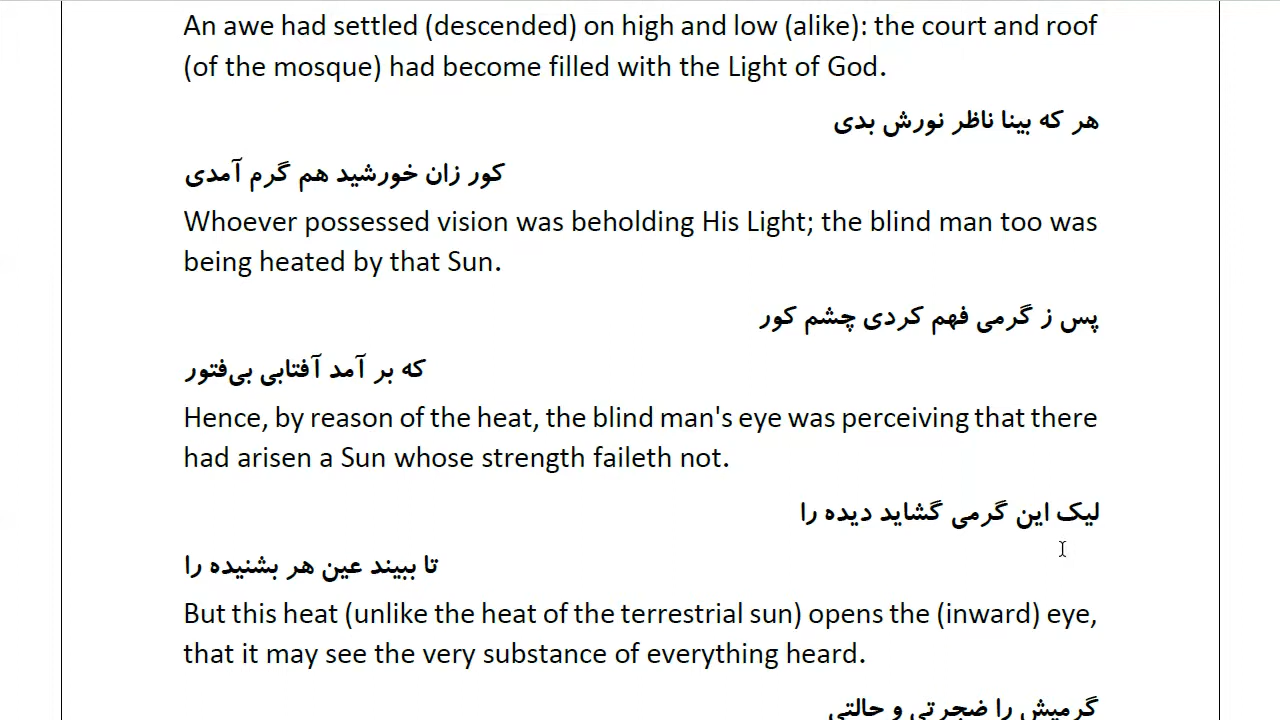 An awe had settled (descended) on high and low (alike): the court and roof
(of the mosque) had become filled with the Light of God.
هر که بینا ناظر نورش بدی
کور زان خورشید هم گرم آمدی
Whoever possessed vision was beholding His Light; the blind man too was
being heated by that Sun.
پس ز گرمی فهم کردی چشم کور
که بر آمد آفتابی بی‌فتور
Hence, by reason of the heat, the blind man's eye was perceiving that there
had arisen a Sun whose strength faileth not.
لیک این گرمی گشاید دیده را
تا ببیند عین هر بشنیده را
But this heat (unlike the heat of the terrestrial sun) opens the (inward) eye,
that it may see the very substance of everything heard.
گرمیش را ضجرتی و حالتی